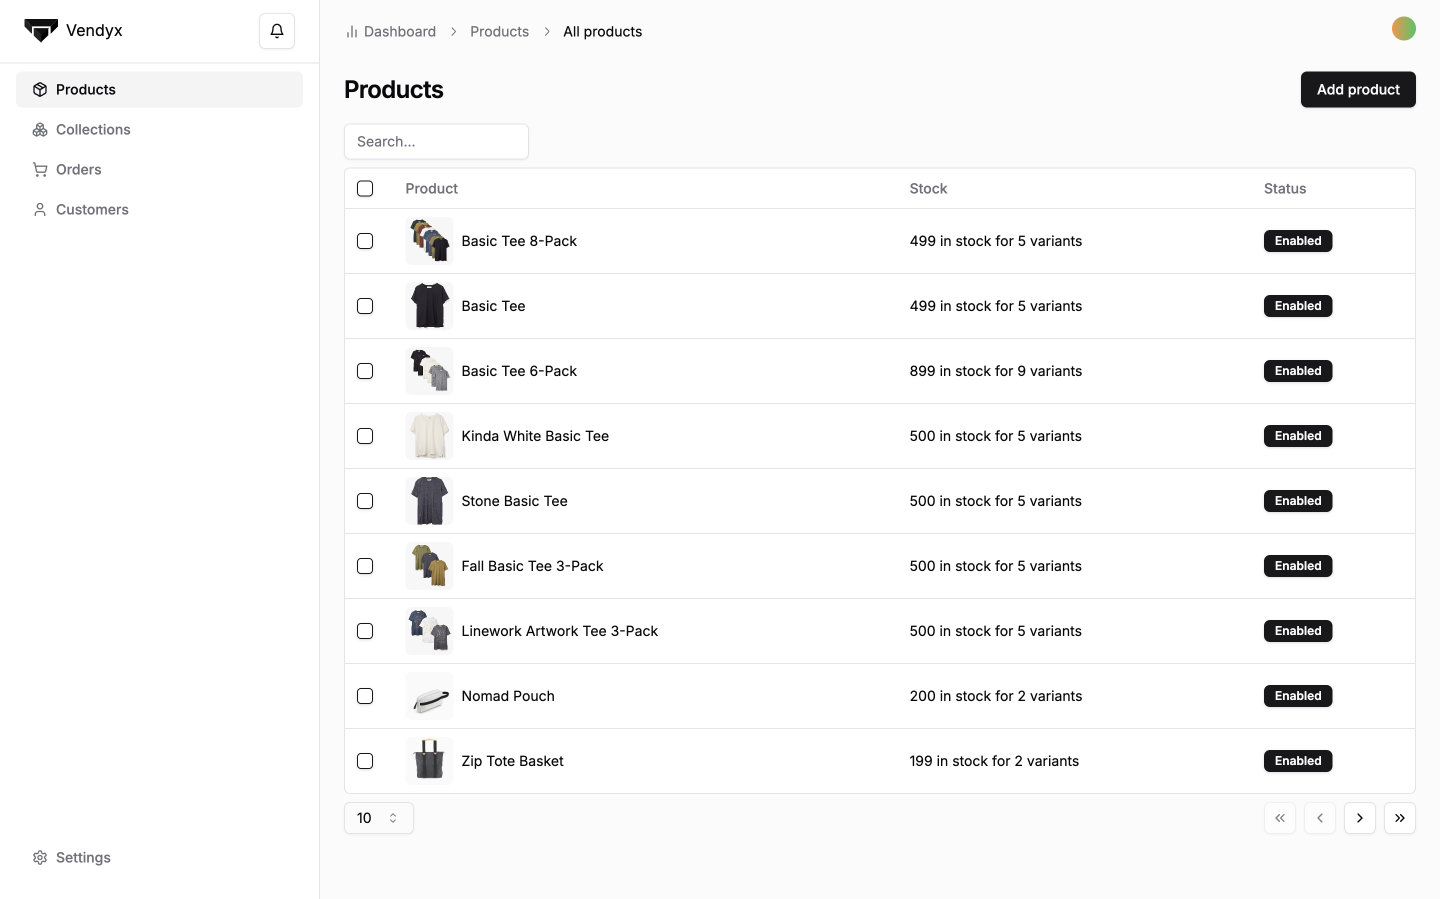 Vendyx
Dashboard > Products > All products
Products
Collections
Orders
Customers
Settings
Products
Add product
Search...
Product Stock Status
Basic Tee 8-Pack 499 in stock for 5 variants Enabled
Basic Tee 499 in stock for 5 variants Enabled
Basic Tee 6-Pack 899 in stock for 9 variants Enabled
Kinda White Basic Tee 500 in stock for 5 variants Enabled
Stone Basic Tee 500 in stock for 5 variants Enabled
Fall Basic Tee 3-Pack 500 in stock for 5 variants Enabled
Linework Artwork Tee 3-Pack 500 in stock for 5 variants Enabled
Nomad Pouch 200 in stock for 2 variants Enabled
Zip Tote Basket 199 in stock for 2 variants Enabled
10